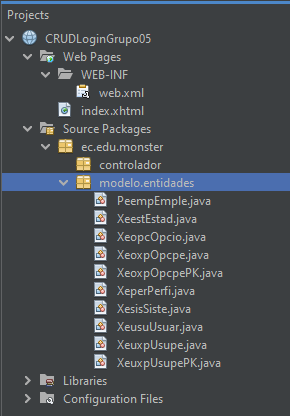 Projects
CRUDLoginGrupo05
Web Pages
WEB-INF
web.xml
index.xhtml
Source Packages
ec.edu.monster
controlador
modelo.entidades
PeempEmple.java
XeestEstad.java
XeopcOpcio.java
XeoxpOpcpe.java
XeoxpOpcpePK.java
XeperPerfi.java
XesisSiste.java
XeusuUsuar.java
XeuxpUsupe.java
XeuxpUsupePK.java
Libraries
Configuration Files